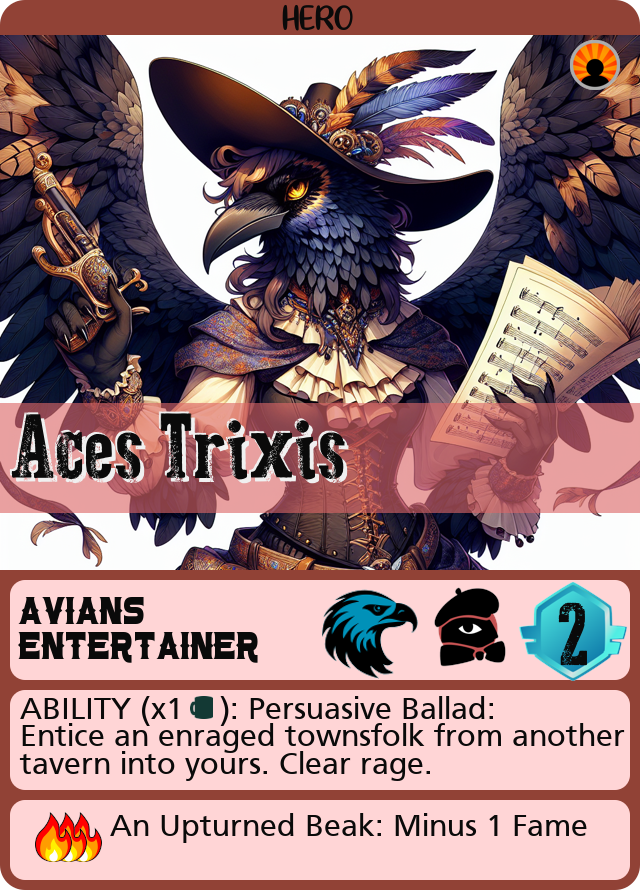 HERO
Aces Trixis
AVIANS
ENTERTAINER
2
ABILITY (x1 ): Persuasive Ballad:
Entice an enraged townsfolk from another
tavern into yours. Clear rage.
An Upturned Beak: Minus 1 Fame